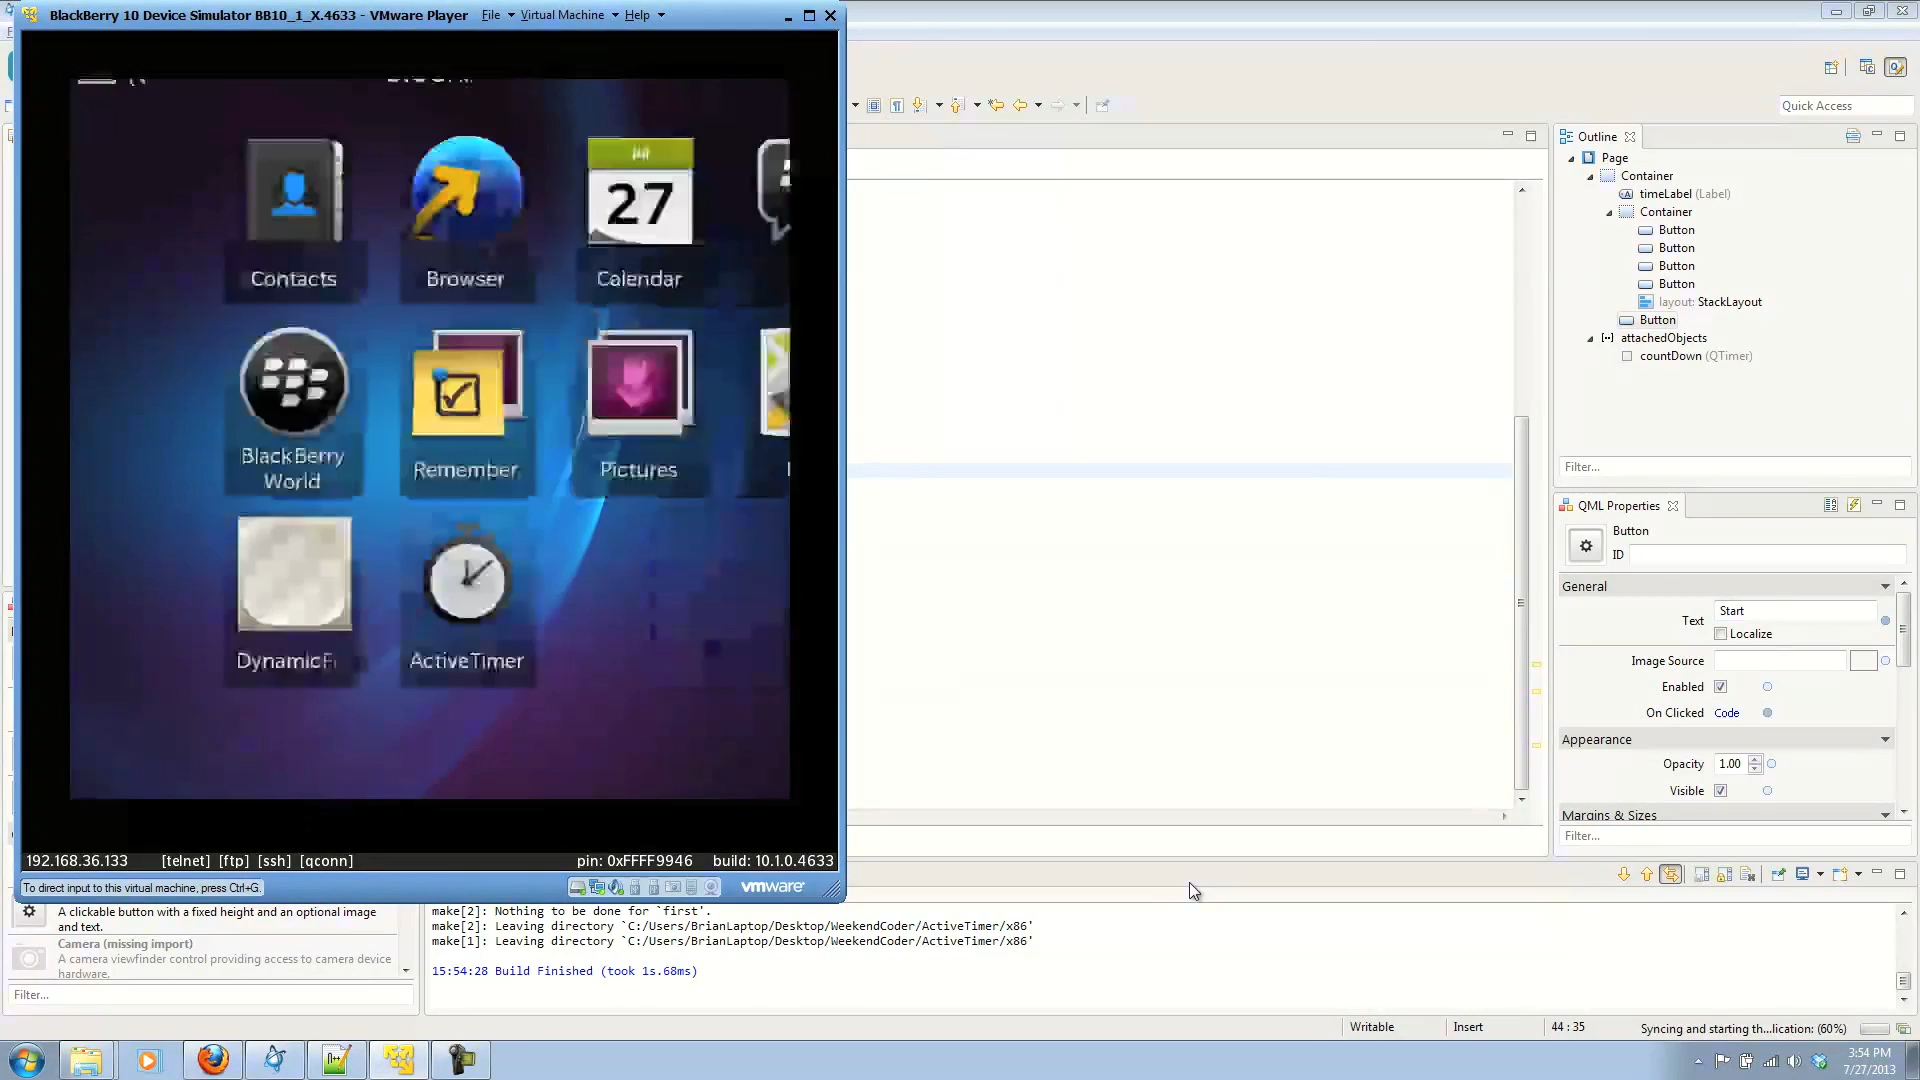 BlackBerry 10 Device Simulator BB10_1_X.4633 - VMware Player File Virtual Machine Help
Contacts
27
Browser
Calendar
BlackBerry
World
Remember
Pictures
ActiveTimer
192.168.36.133 [telnet] [ftp] [ssh] [qconn] pin: 0xFFFF9946 build: 10.1.0.4633
To direct input to this virtual machine, press Ctrl+G.
vmware
Quick Access
Outline
Page
Container
timeLabel (Label)
Container
Button
Button
Button
Button
layout: StackLayout
Button
attachedObjects
countDown (QTimer)
Filter...
QML Properties
Button
ID
General
Text Start
Localize
Image Source
Enabled
On Clicked Code
Appearance
Opacity 1.00
Visible
Margins & Sizes
Filter...
A clickable button with a fixed height and an optional image
and text.
Camera (missing import)
A camera viewfinder control providing access to camera device
hardware.
Filter...
make[2]: Nothing to be done for `first'.
make[2]: Leaving directory `C:/Users/BrianLaptop/Desktop/WeekendCoder/ActiveTimer/x86'
make[1]: Leaving directory `C:/Users/BrianLaptop/Desktop/WeekendCoder/ActiveTimer/x86'
15:54:28 Build Finished (took 1s.68ms)
Writable Insert 44 : 35 Syncing and starting th...lication: (60%)
3:54 PM
7/27/2013